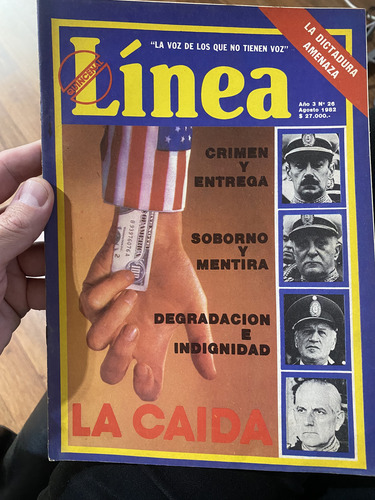 "LA VOZ DE LOS QUE NO TIENEN VOZ"
LA DICTADURA
AMENAZA
QUINCENAL
Línea
Año 3 Nº 26
Agosto 1982
$ 27.000.-
CRIMEN
Y
ENTREGA
SOBORNO
Y
MENTIRA
DEGRADACION
E
INDIGNIDAD
LA CAIDA